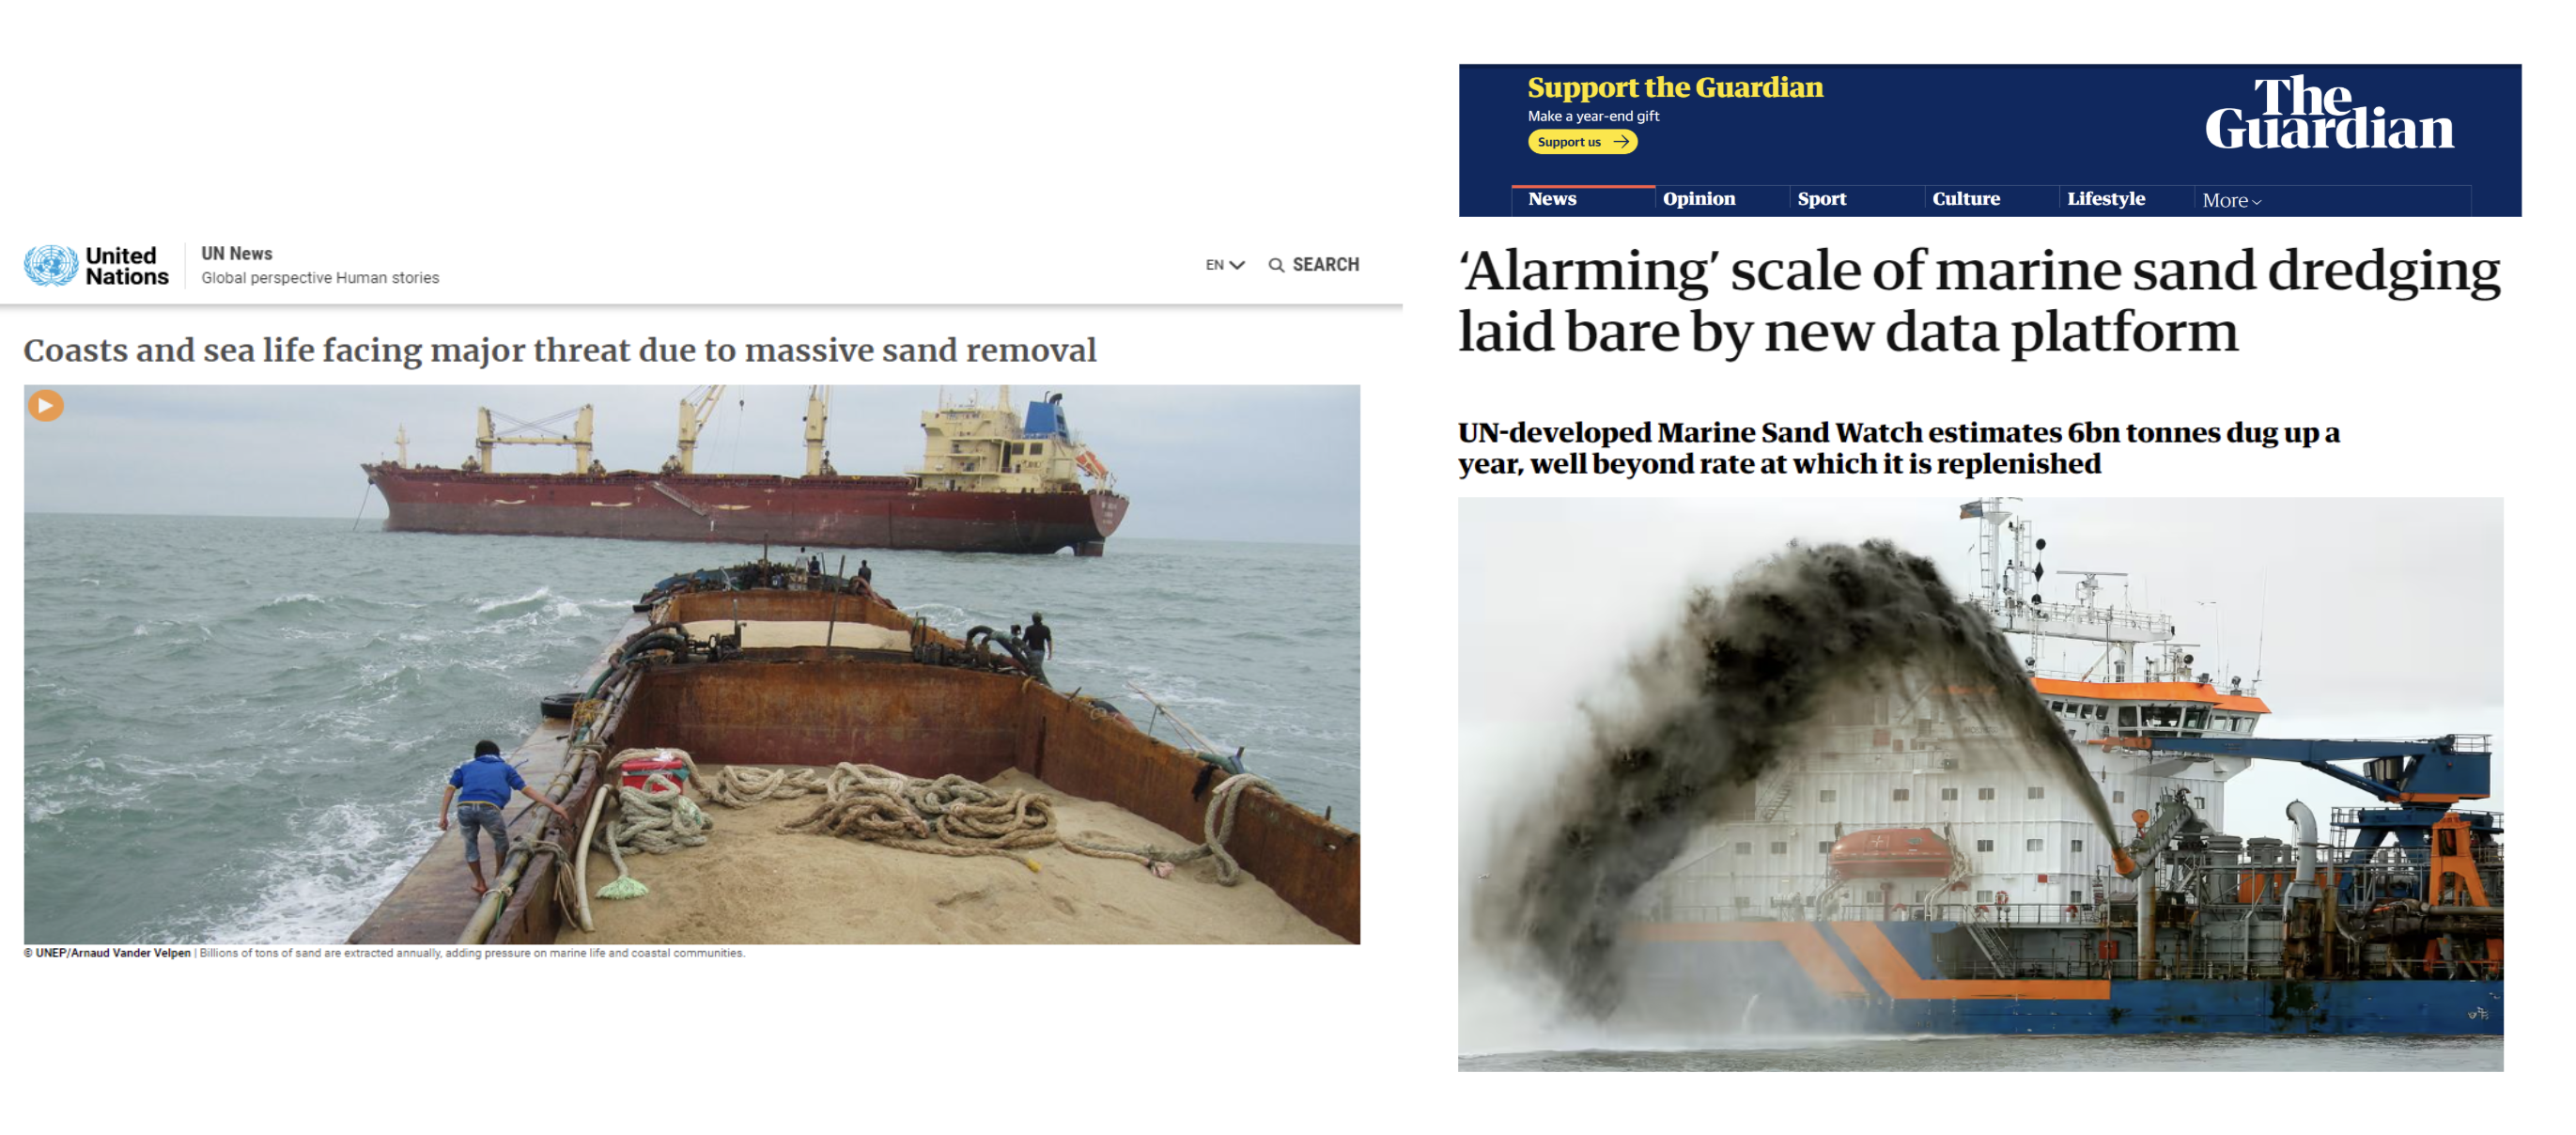 United
Nations
UN News
Global perspective Human stories
EN
SEARCH
Coasts and sea life facing major threat due to massive sand removal
© UNEP/Arnaud Vander Velpen | Billions of tons of sand are extracted annually, adding pressure on marine life and coastal communities.
Support the Guardian
Make a year-end gift
Support us
The
Guardian
News
Opinion
Sport
Culture
Lifestyle
More
‘Alarming’ scale of marine sand dredging
laid bare by new data platform
UN-developed Marine Sand Watch estimates 6bn tonnes dug up a
year, well beyond rate at which it is replenished